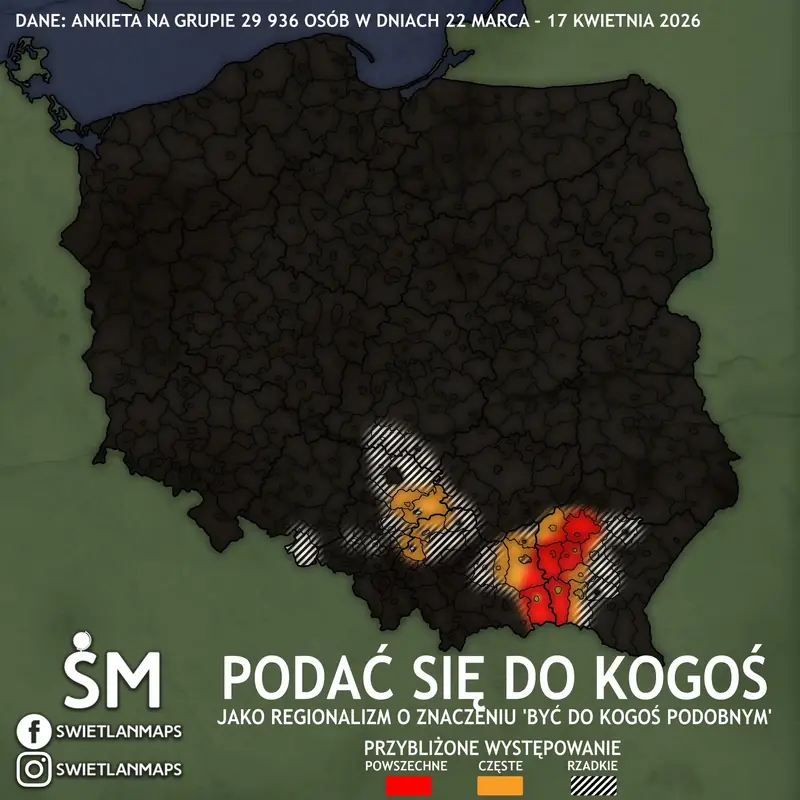 DANE: ANKIETA NA GRUPIE 29 936 OSÓB W DNIACH 22 MARCA - 17 KWIETNIA 2026
ŚM
SWIETLANMAPS
SWIETLANMAPS
PODAĆ SIĘ DO KOGOŚ
JAKO REGIONALIZM O ZNACZENIU 'BYĆ DO KOGOŚ PODOBNYM'
PRZYBLIŻONE WYSTĘPOWANIE
POWSZECHNE CZĘSTE RZADKIE